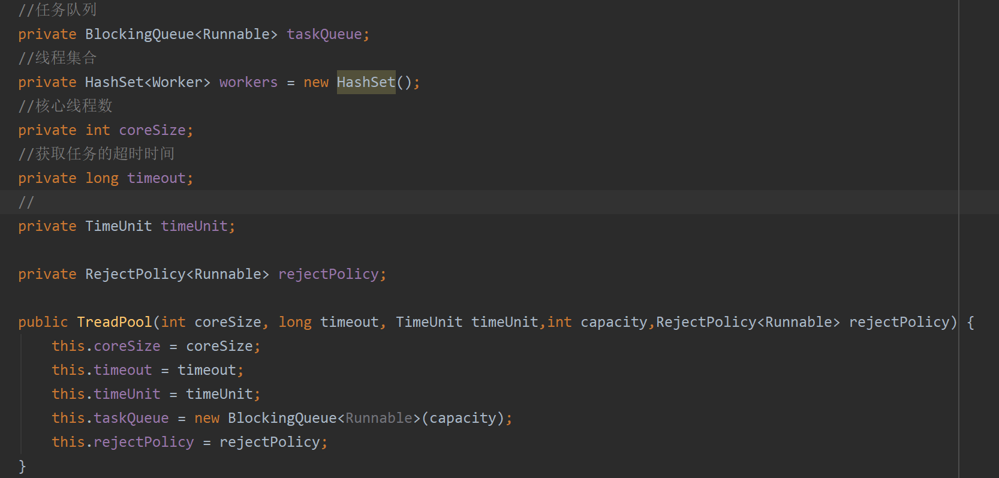 //任务队列
private BlockingQueue<Runnable> taskQueue;
//线程集合
private HashSet<Worker> workers = new HashSet();
//核心线程数
private int coreSize;
//获取任务的超时时间
private long timeout;
//
private TimeUnit timeUnit;
private RejectPolicy<Runnable> rejectPolicy;
public TreadPool(int coreSize, long timeout, TimeUnit timeUnit,int capacity,RejectPolicy<Runnable> rejectPolicy) {
this.coreSize = coreSize;
this.timeout = timeout;
this.timeUnit = timeUnit;
this.taskQueue = new BlockingQueue<Runnable>(capacity);
this.rejectPolicy = rejectPolicy;
}